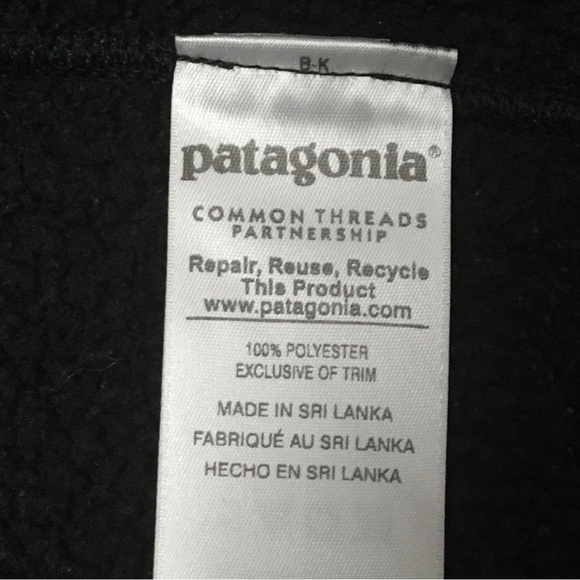 B-K
patagonia®
COMMON THREADS
PARTNERSHIP
Repair, Reuse, Recycle
This Product
www.patagonia.com
100% POLYESTER
EXCLUSIVE OF TRIM
MADE IN SRI LANKA
FABRIQUÉ AU SRI LANKA
HECHO EN SRI LANKA